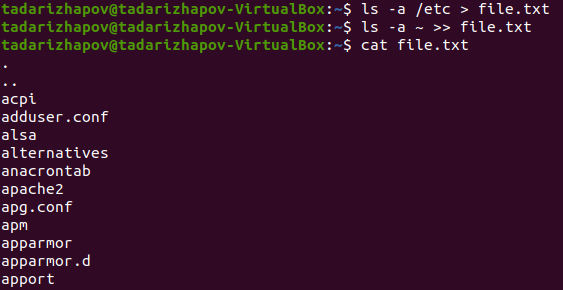 tadarizhapov@tadarizhapov-VirtualBox:~$ ls -a /etc > file.txt
tadarizhapov@tadarizhapov-VirtualBox:~$ ls -a ~ >> file.txt
tadarizhapov@tadarizhapov-VirtualBox:~$ cat file.txt
.
..
acpi
adduser.conf
alsa
alternatives
anacrontab
apache2
apg.conf
apm
apparmor
apparmor.d
apport